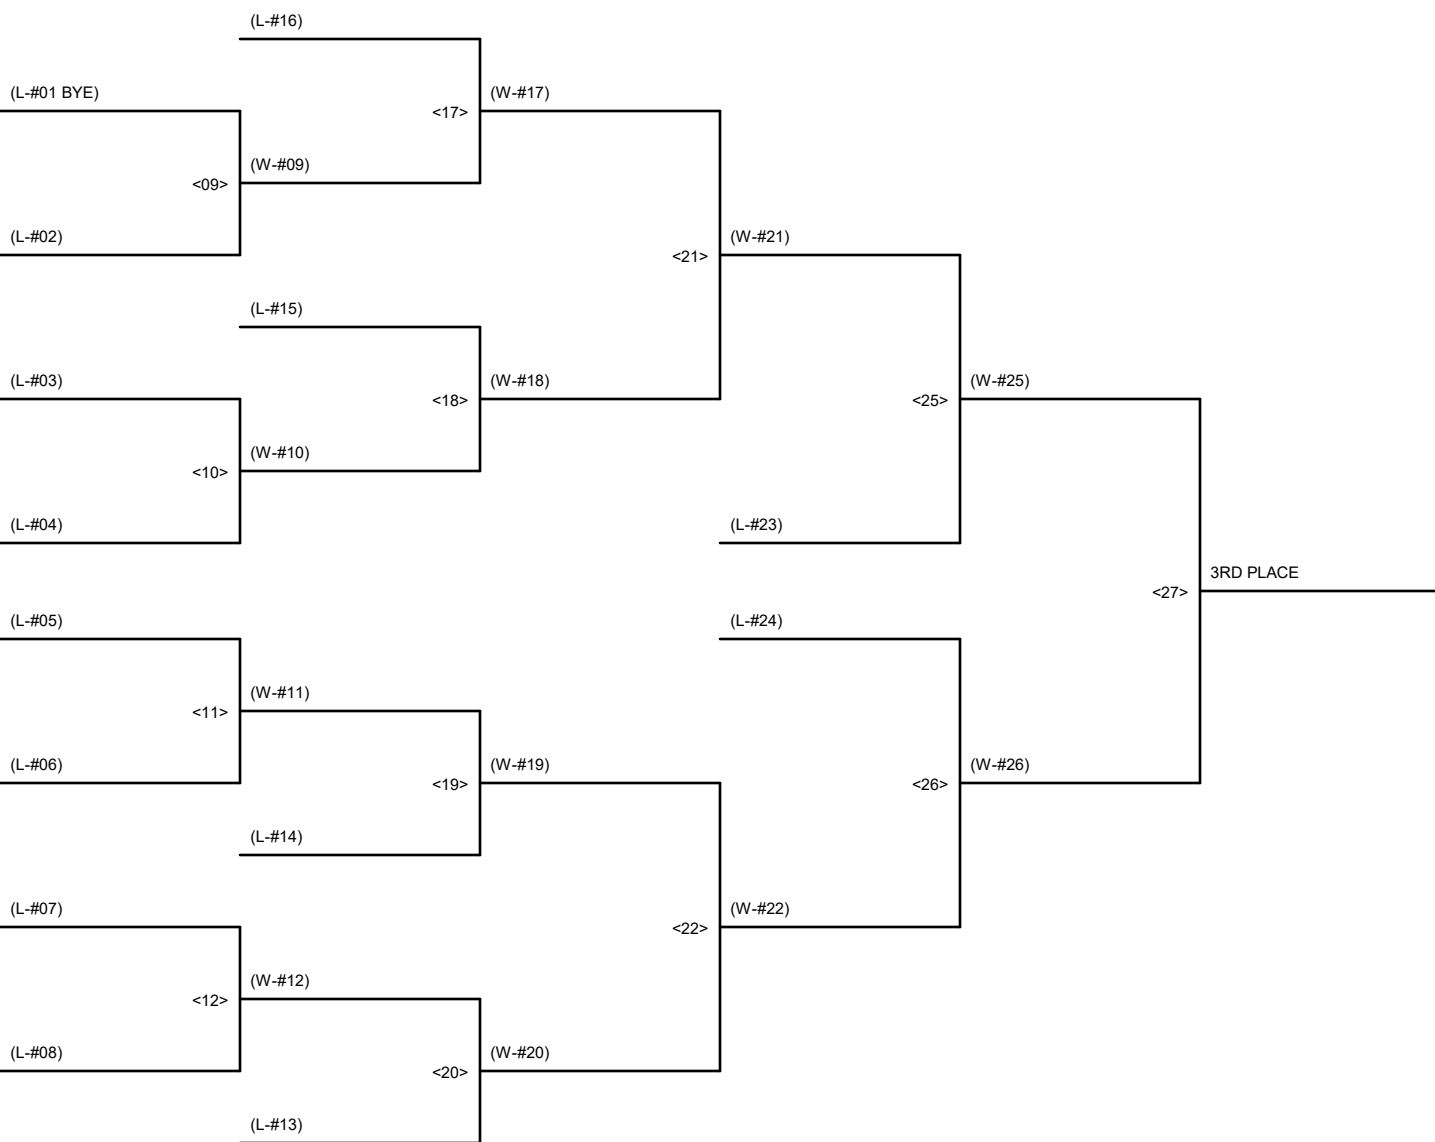 (L-#16)
(L-#01 BYE)
(W-#17)
<17>
(W-#09)
<09>
(L-#02)
(W-#21)
<21>
(L-#15)
(L-#03)
(W-#18)
(W-#25)
<18>
<25>
(W-#10)
<10>
(L-#04)
(L-#23)
3RD PLACE
<27>
(L-#05)
(L-#24)
(W-#11)
<11>
(L-#06)
(W-#19)
(W-#26)
<19>
<26>
(L-#14)
(L-#07)
(W-#22)
<22>
(W-#12)
<12>
(L-#08)
(W-#20)
<20>
(L-#13)